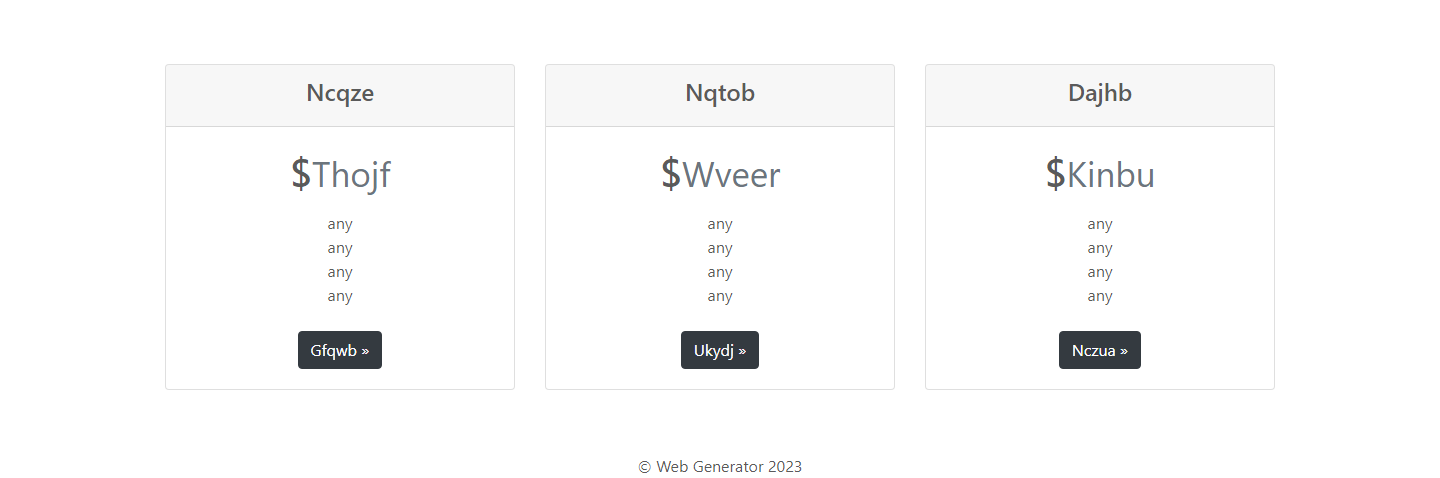 Ncqze
$Thojf
any
any
any
any
Gfqwb »
Nqtob
$Wveer
any
any
any
any
Ukydj »
Dajhb
$Kinbu
any
any
any
any
Nczua »
© Web Generator 2023